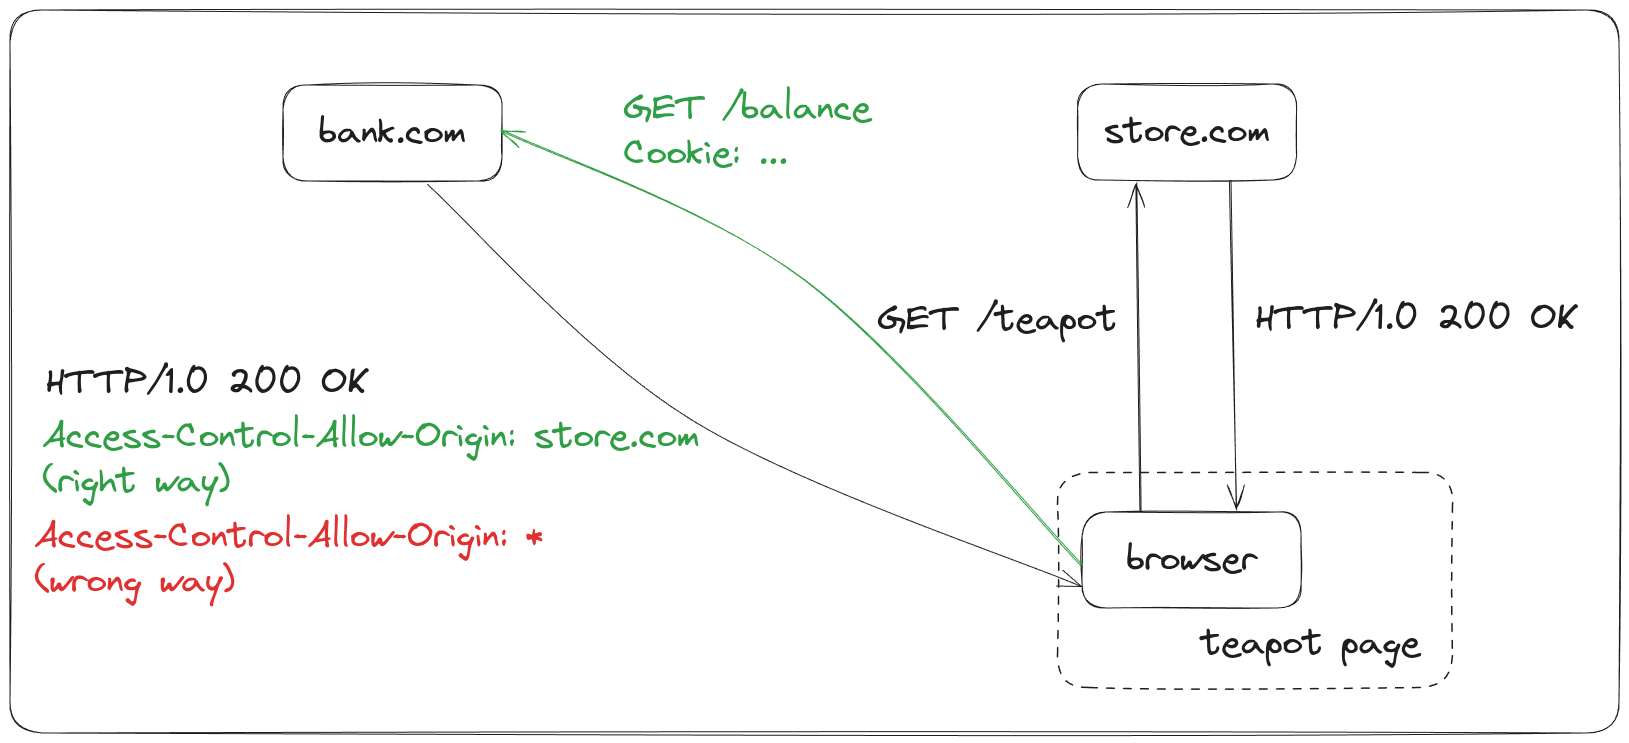 bank.com
GET /balance
Cookie: ...
store.com
GET /teapot
HTTP/1.0 200 OK
HTTP/1.0 200 OK
Access-Control-Allow-Origin: store.com
(right way)
Access-Control-Allow-Origin: *
(wrong way)
browser
teapot page